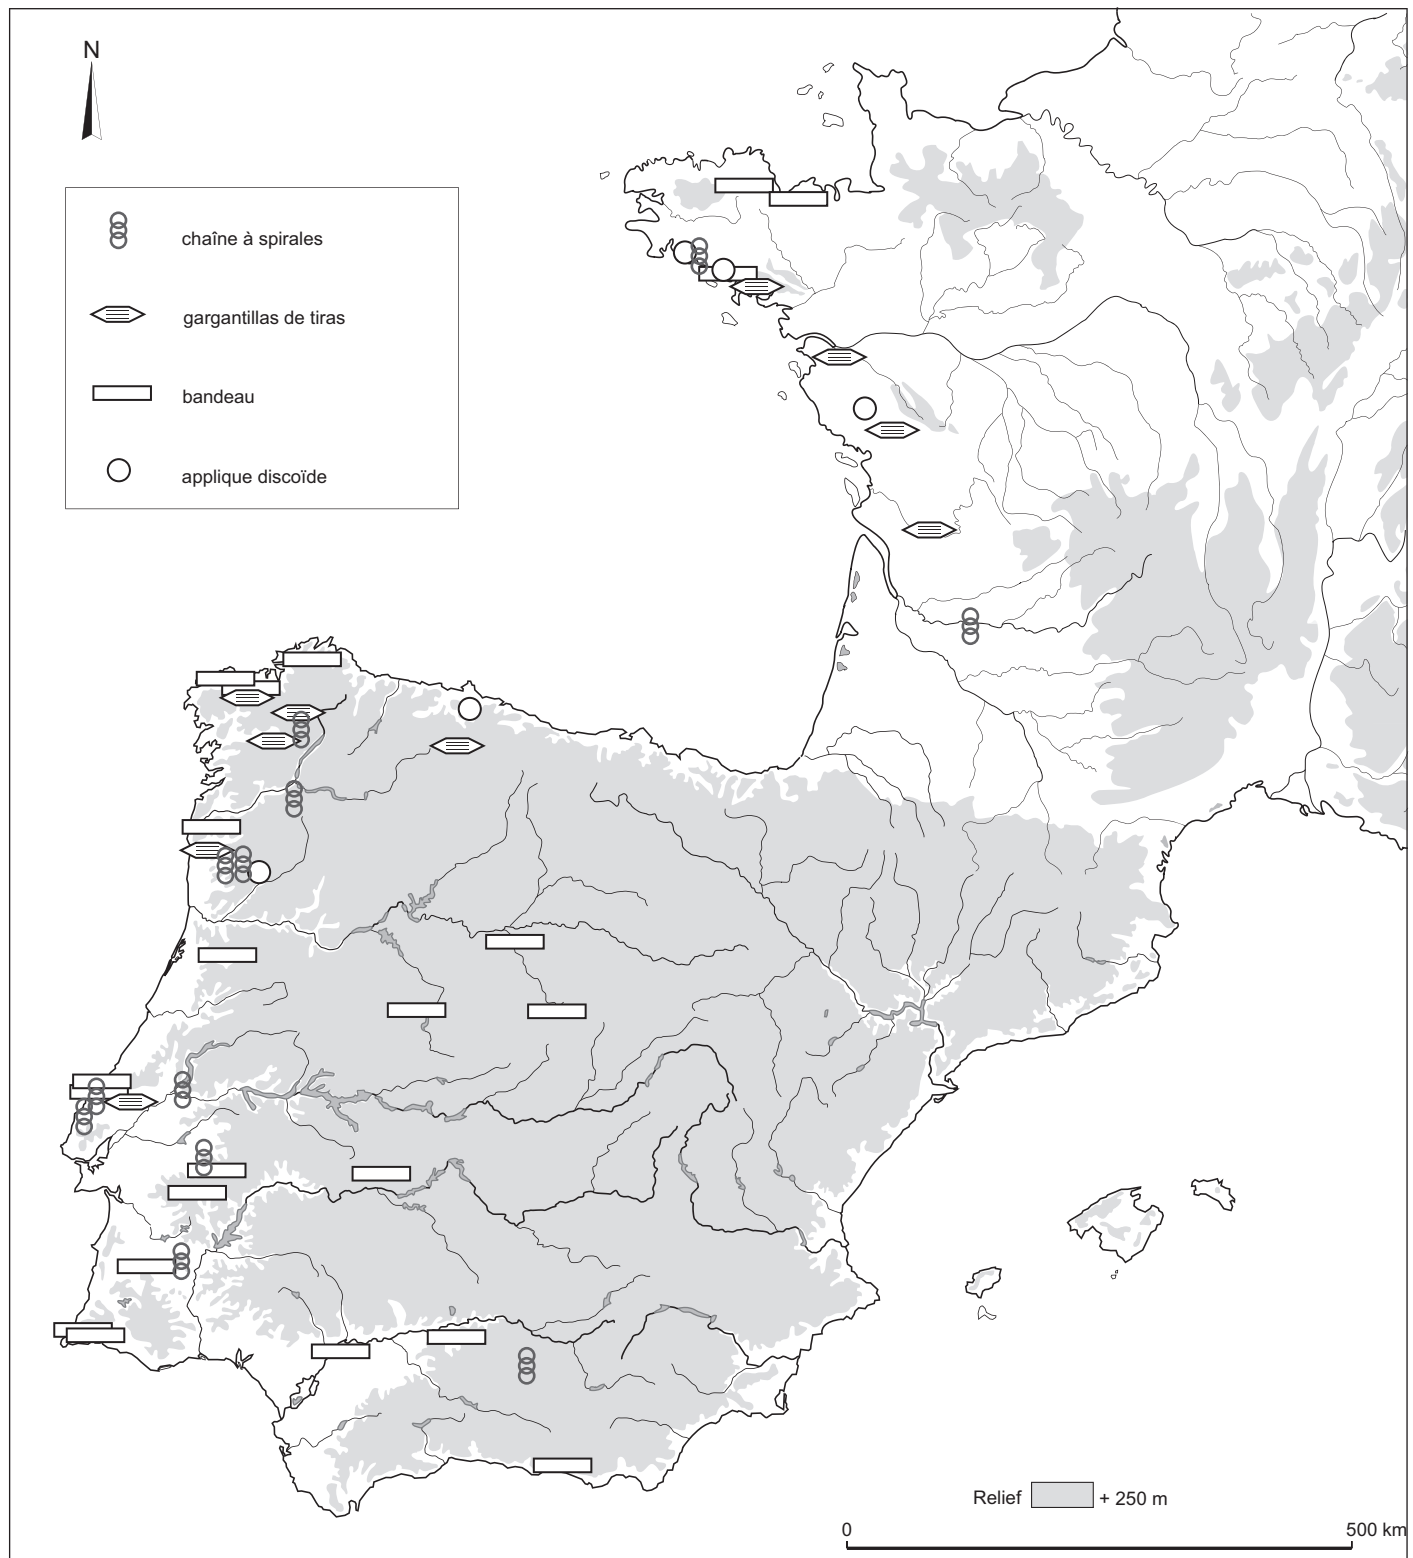 N
chaîne à spirales
gargantillas de tiras
bandeau
applique discoïde
Relief + 250 m
0 500 km